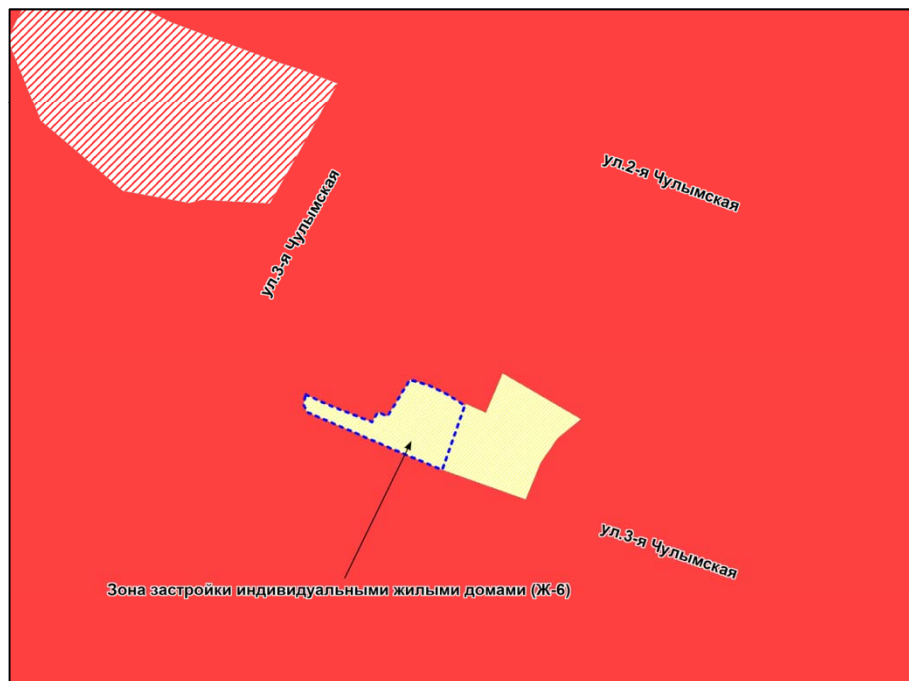 ул.2-я Чулымская
ул.3-я Чулымская
ул.3-я Чулымская
Зона застройки индивидуальными жилыми домами (Ж-6)